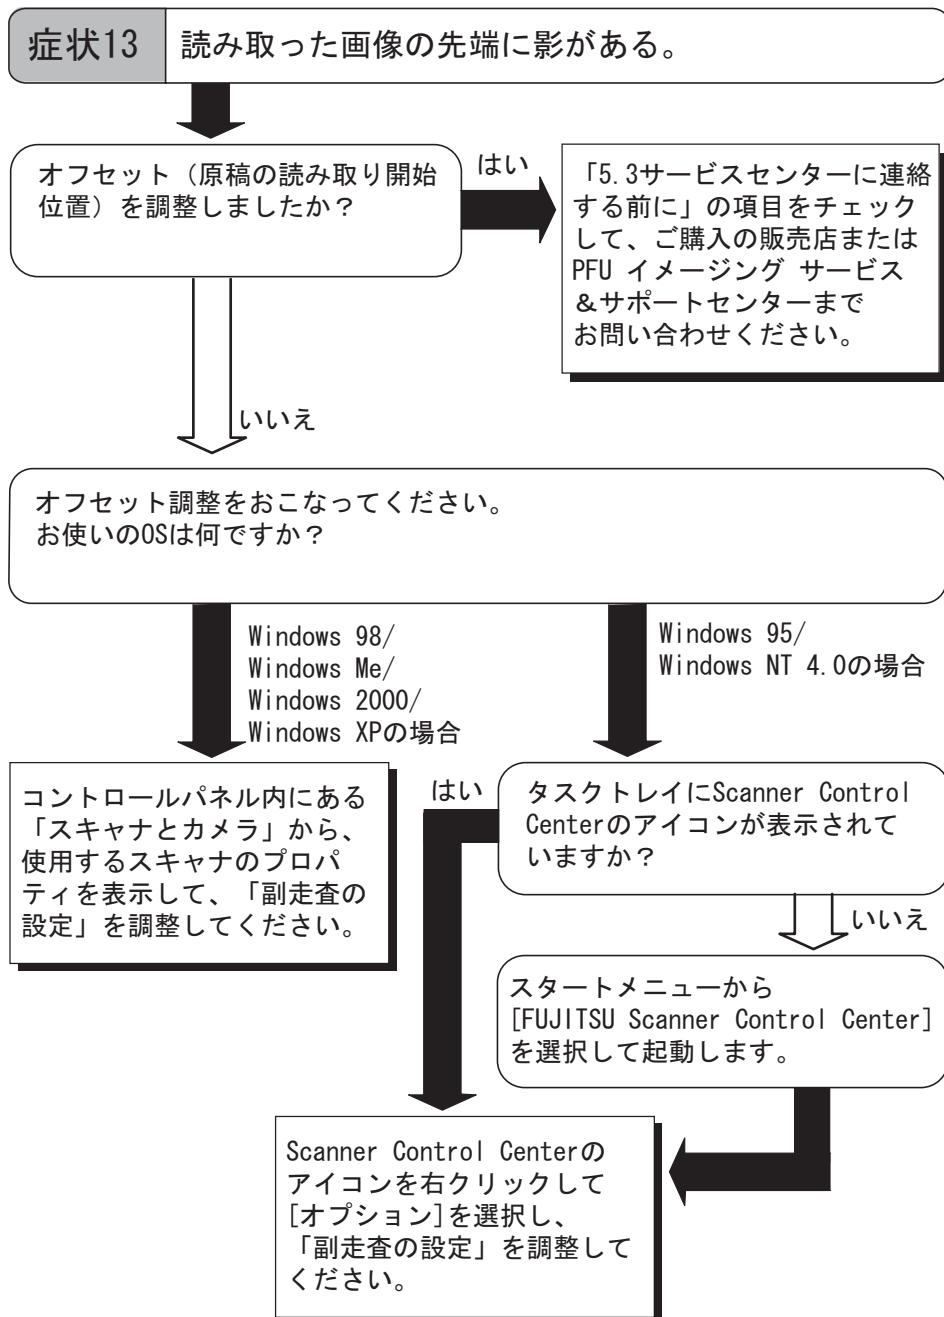 症状13
読み取った画像の先端に影がある。
オフセット（原稿の読み取り開始
位置）を調整しましたか？
はい
「5.3サービスセンターに連絡
する前に」の項目をチェック
して、ご購入の販売店または
PFU イメージング サービス
＆サポートセンターまで
お問い合わせください。
いいえ
オフセット調整をおこなってください。
お使いのOSは何ですか？
Windows 98/
Windows Me/
Windows 2000/
Windows XPの場合
Windows 95/
Windows NT 4.0の場合
コントロールパネル内にある
「スキャナとカメラ」から、
使用するスキャナのプロパ
ティを表示して、「副走査の
設定」を調整してください。
はい
タスクトレイにScanner Control
Centerのアイコンが表示されて
いますか？
いいえ
スタートメニューから
[FUJITSU Scanner Control Center]
を選択して起動します。
Scanner Control Centerの
アイコンを右クリックして
[オプション]を選択し、
「副走査の設定」を調整して
ください。